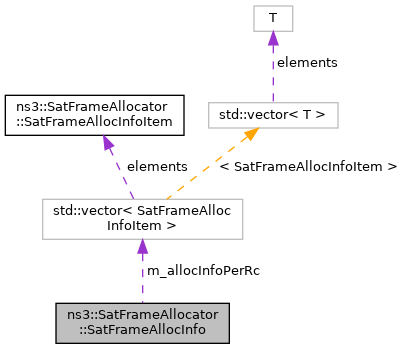 T
elements
ns3::SatFrameAllocator
::SatFrameAllocInfoItem
std::vector< T >
elements
< SatFrameAllocInfoItem >
std::vector< SatFrameAlloc
InfoItem >
m_allocInfoPerRc
ns3::SatFrameAllocator
::SatFrameAllocInfo